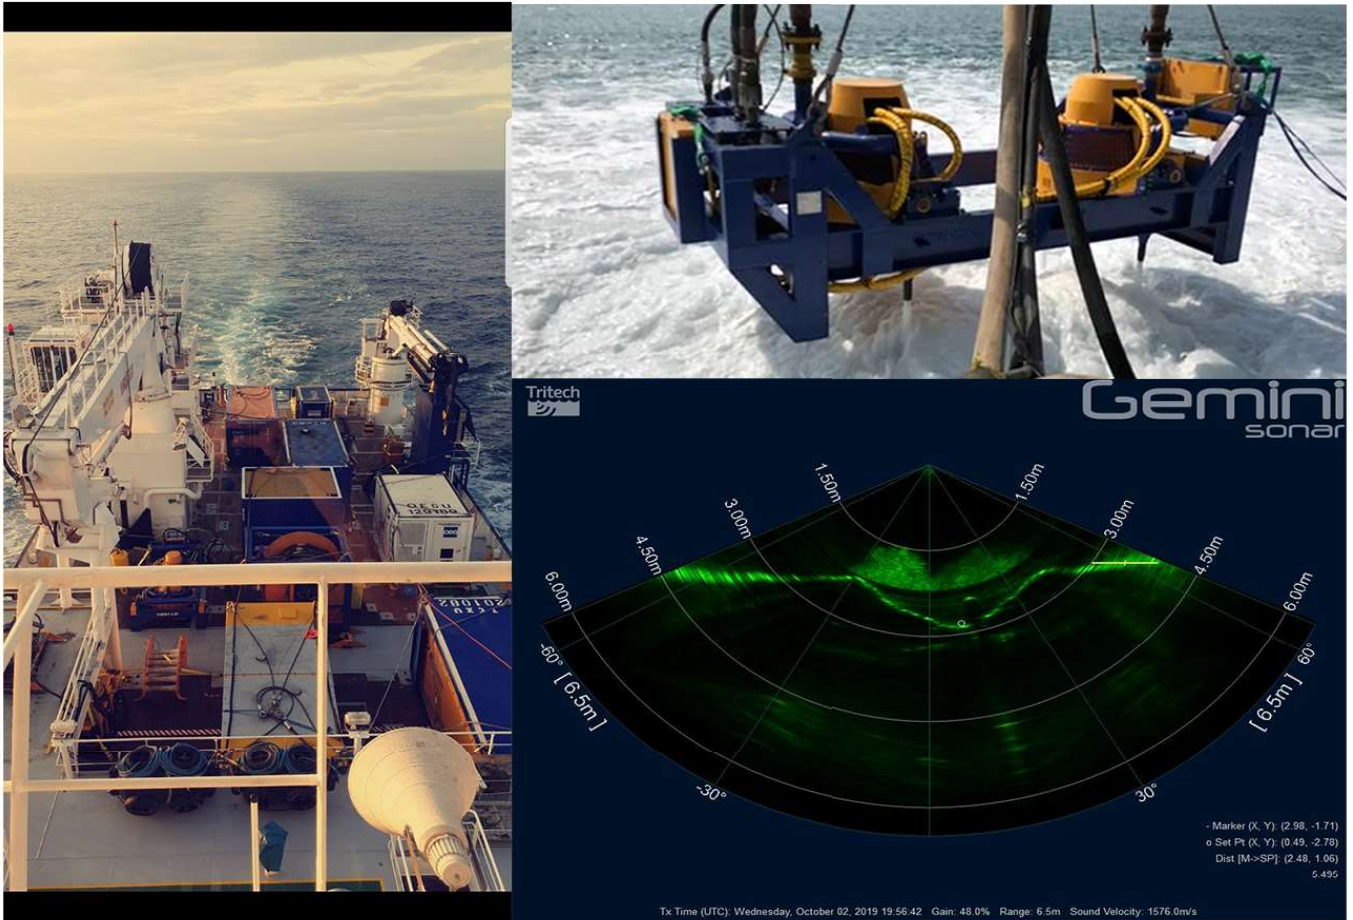 Tritech
Gemini
sonar
1.50m
1.50m
3.00m
3.00m
4.50m
4.50m
6.00m
6.00m
-60°
60°
[ 6.5m ]
[ 6.5m ]
-30°
30°
- Marker (X, Y): (2.98, -1.71)
o Set Pt (X, Y): (0.49, -2.78)
Dist [M->SP]: (2.48, 1.06)
5.495
Tx Time (UTC): Wednesday, October 02, 2019 19:56:42 Gain: 48.0% Range: 6.5m Sound Velocity: 1576.0m/s